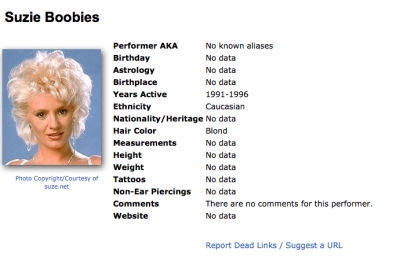 Suzie Boobies
Performer AKA No known aliases
Birthday No data
Astrology No data
Birthplace No data
Years Active 1991-1996
Ethnicity Caucasian
Nationality/Heritage No data
Hair Color Blond
Measurements No data
Height No data
Weight No data
Tattoos No data
Non-Ear Piercings No data
Comments There are no comments for this performer.
Website No data
Photo Copyright/Courtesy of
suze.net
Report Dead Links / Suggest a URL